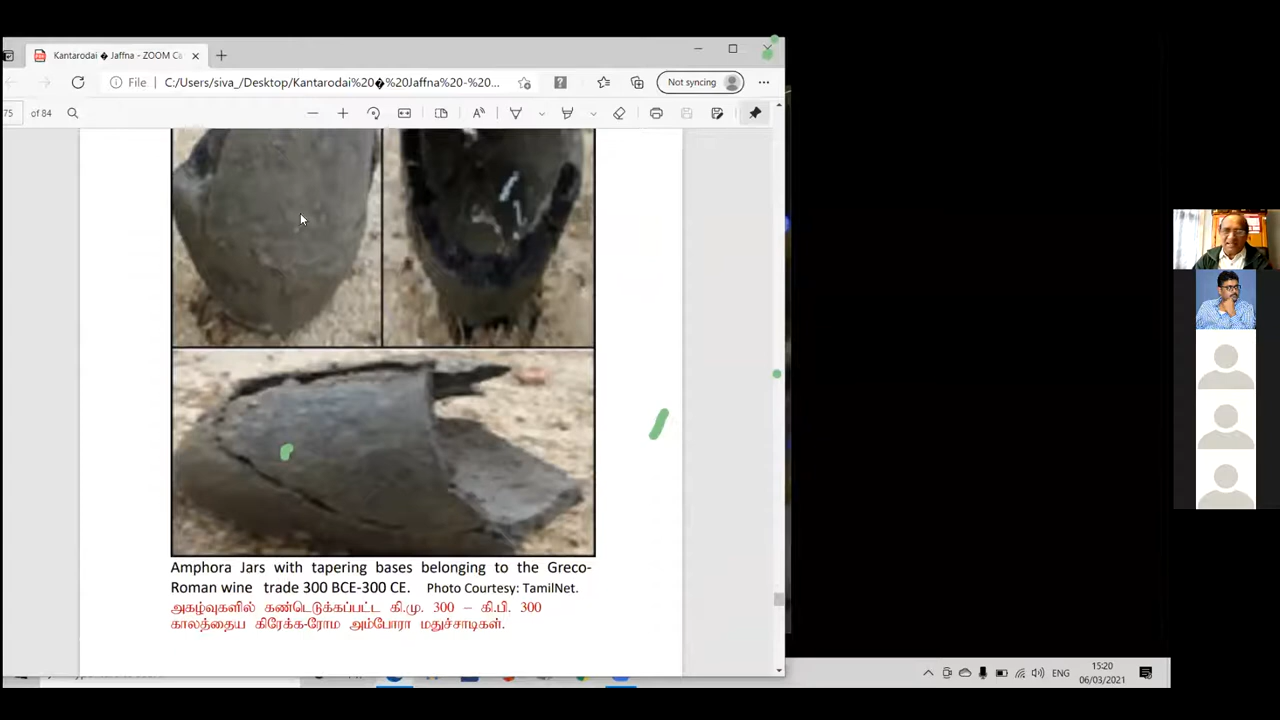 Kantarodai � Jaffna - ZOOM Ca
File C:/Users/siva_/Desktop/Kantarodai%20�%20Jaffna%20-%20... Not syncing
75 of 84
Amphora Jars with tapering bases belonging to the Greco-
Roman wine trade 300 BCE-300 CE. Photo Courtesy: TamilNet.
அகழ்வுகளில் கண்டெடுக்கப்பட்ட கி.மு. 300 – கி.பி. 300
காலத்தைய கிரேக்க-ரோம அம்போரா மதுச்சாடிகள்.
ENG
15:20
06/03/2021